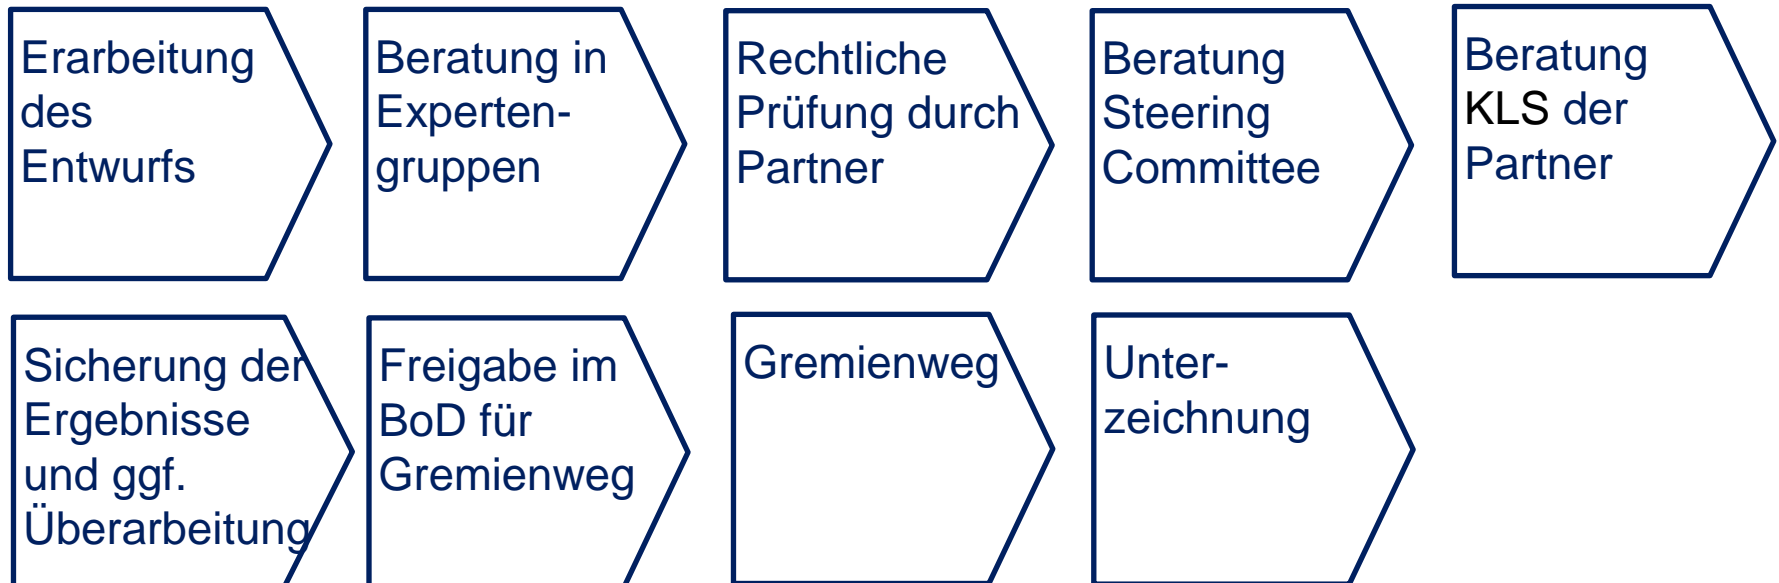 Erarbeitung
des
Entwurfs
Beratung in
Experten-
gruppen
Rechtliche
Prüfung durch
Partner
Beratung
Steering
Committee
Beratung
KLS der
Partner
Sicherung der
Ergebnisse
und ggf.
Überarbeitung
Freigabe im
BoD für
Gremienweg
Gremienweg
Unter-
zeichnung